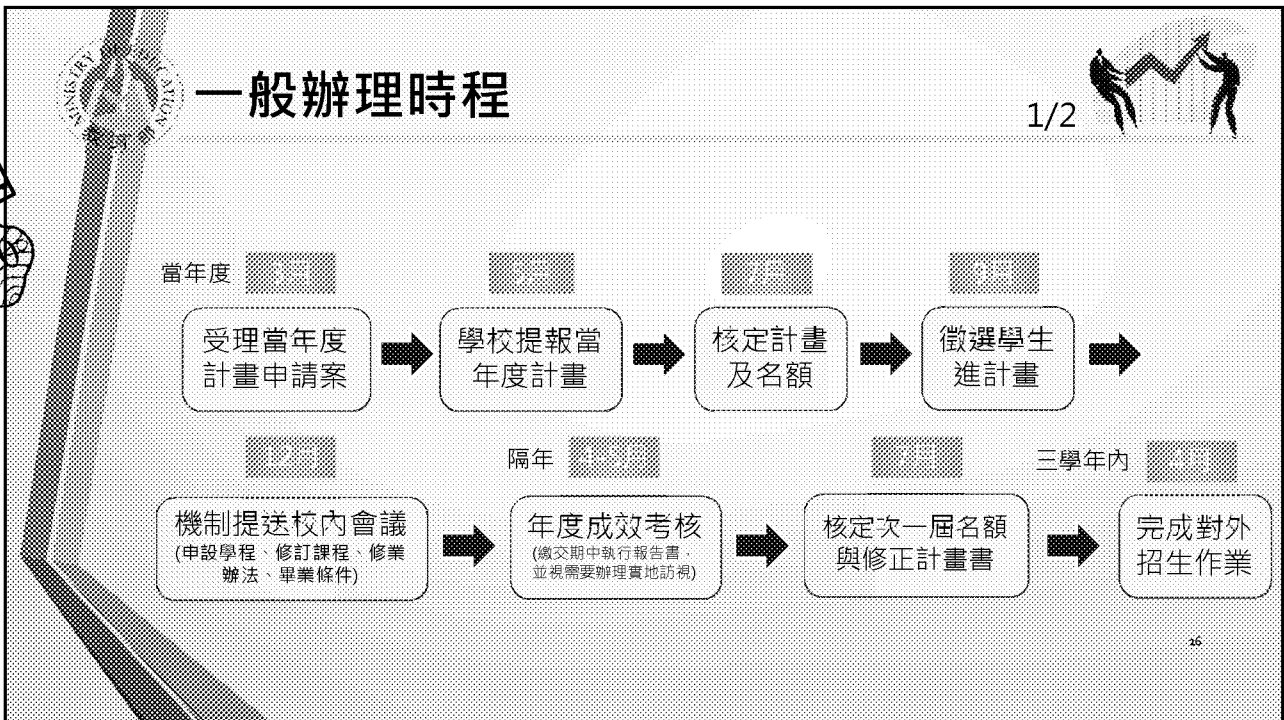 一般辦理時程
1/2
當年度
受理當年度
計畫申請案
學校提報當
年度計畫
7月
核定計畫
及名額
徵選學生
進計畫
12月
機制提送校內會議
(申設學程、修訂課程、修業
辦法、畢業條件)
隔年
年度成效考核
(繳交期中執行報告書，
並視需要辦理實地訪視)
核定次一屆名額
與修正計畫書
三學年內
完成對外
招生作業
26